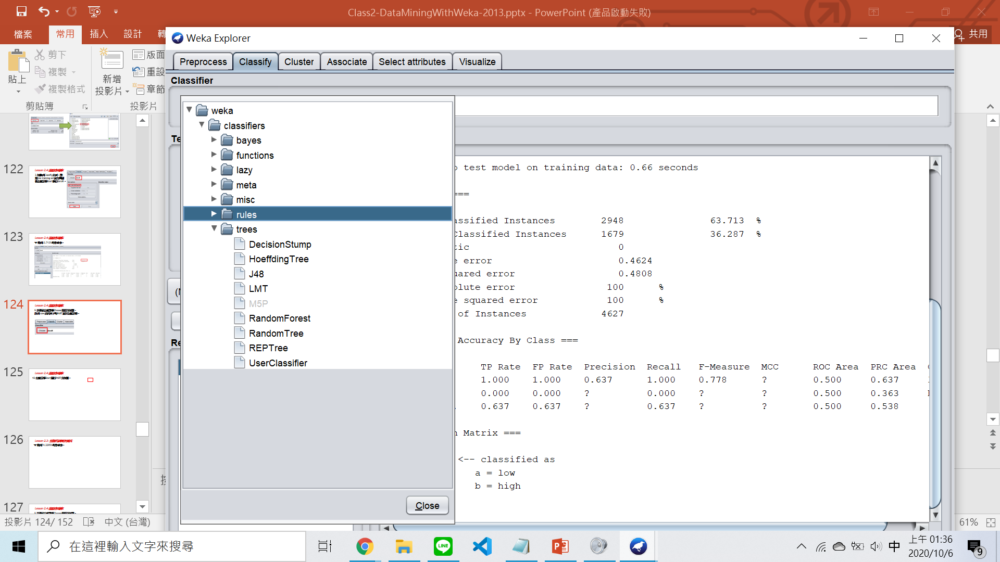 Class2-DataMiningWithWeka-2013.pptx - PowerPoint (產品啟動失敗)
檔案
常用
插入
設計
轉
共用
貼上
剪下
複製
複製格式
剪貼簿
新增
投影片
版面
重設
章節
投影片
Weka Explorer
Preprocess
Classify
Cluster
Associate
Select attributes
Visualize
Classifier
weka
classifiers
bayes
functions
lazy
meta
misc
rules
trees
DecisionStump
HoeffdingTree
J48
LMT
M5P
RandomForest
RandomTree
REPTree
UserClassifier
Close
test model on training data: 0.66 seconds
===
assified Instances 2948 63.713 %
Classified Instances 1679 36.287 %
tic 0
e error 0.4624
uared error 0.4808
olute error 100 %
e squared error 100 %
of Instances 4627
Accuracy By Class ===
TP Rate FP Rate Precision Recall F-Measure MCC ROC Area PRC Area
1.000 1.000 0.637 1.000 0.778 ? 0.500 0.637
0.000 0.000 ? 0.000 ? ? 0.500 0.363
0.637 0.637 ? 0.637 ? ? 0.500 0.538
n Matrix ===
<-- classified as
a = low
b = high
122
123
124
125
126
127
投影片 124/ 152
中文 (台灣)
61%
在這裡輸入文字來搜尋
LINE
中
上午 01:36
2020/10/6
9